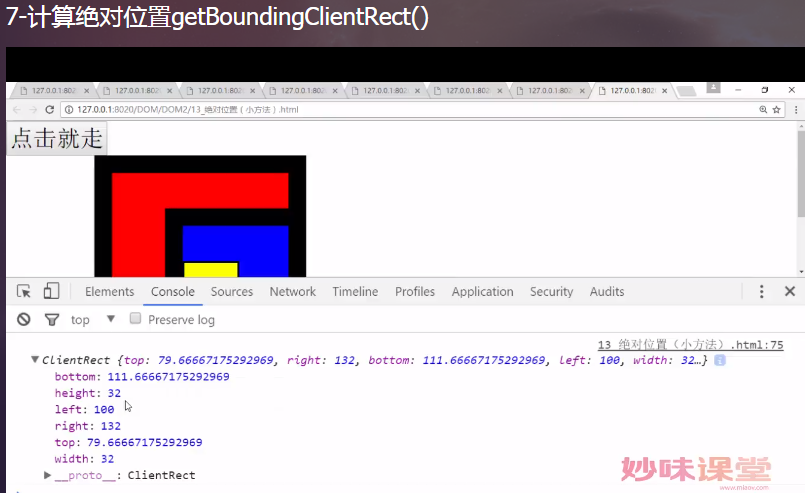 7-计算绝对位置getBoundingClientRect()
127.0.0.1:802 127.0.0.1:802 127.0.0.1:802 127.0.0.1:802 127.0.0.1:802 127.0.0.1:802 127.0.0.1:802 127.0.0.1:802
127.0.0.1:8020/DOM/DOM2/13_绝对位置（小方法）.html
点击就走
Elements Console Sources Network Timeline Profiles Application Security Audits
top Preserve log
13_绝对位置（小方法）.html:75
ClientRect {top: 79.66667175292969, right: 132, bottom: 111.66667175292969, left: 100, width: 32…}
bottom: 111.66667175292969
height: 32
left: 100
right: 132
top: 79.66667175292969
width: 32
__proto__: ClientRect
妙味课堂
www.miaov.com